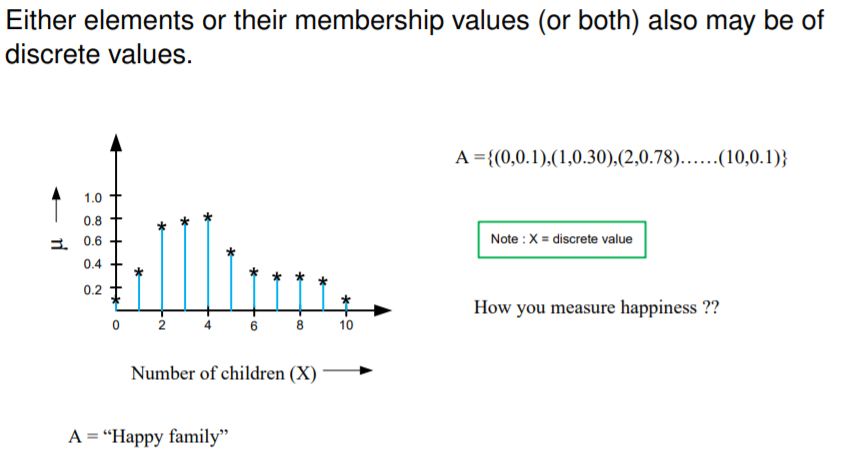 Either elements or their membership values (or both) also may be of
discrete values.
A ={(0,0.1),(1,0.30),(2,0.78)......(10,0.1)}
1.0
0.8
0.6
0.4
0.2
μ
Note : X = discrete value
How you measure happiness ??
0 2 4 6 8 10
Number of children (X)
A = “Happy family”